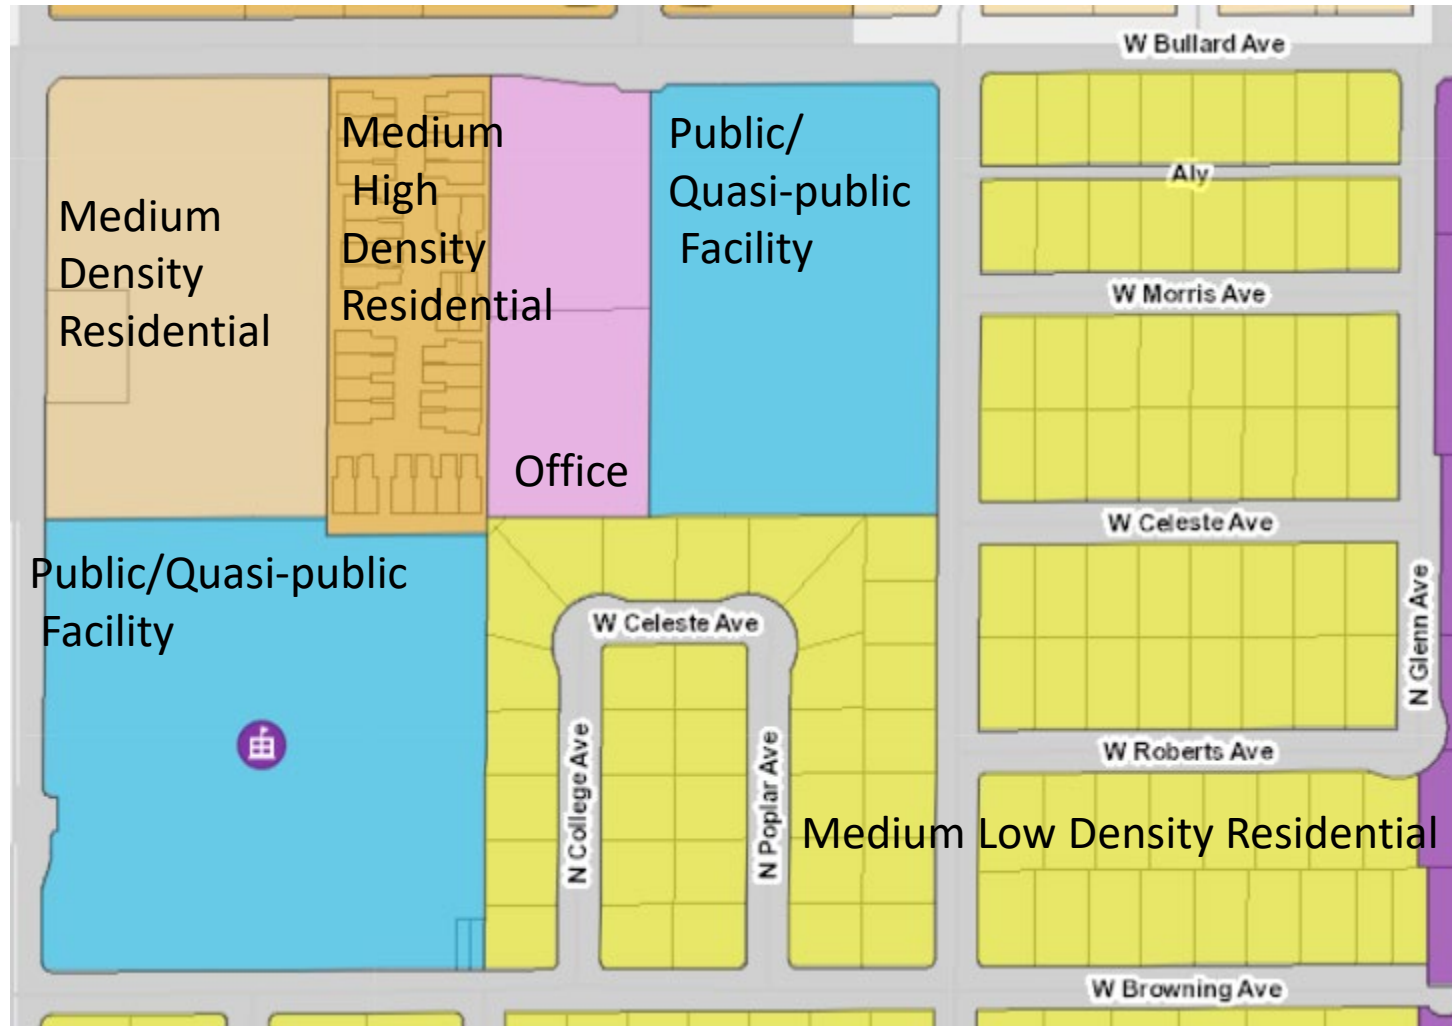 W Bullard Ave
Medium
Density
Residential
Medium
High
Density
Residential
Office
Public/
Quasi-public
Facility
Aly
W Morris Ave
W Celeste Ave
Public/Quasi-public
Facility
W Celeste Ave
N College Ave
N Poplar Ave
N Glenn Ave
W Roberts Ave
Medium Low Density Residential
W Browning Ave